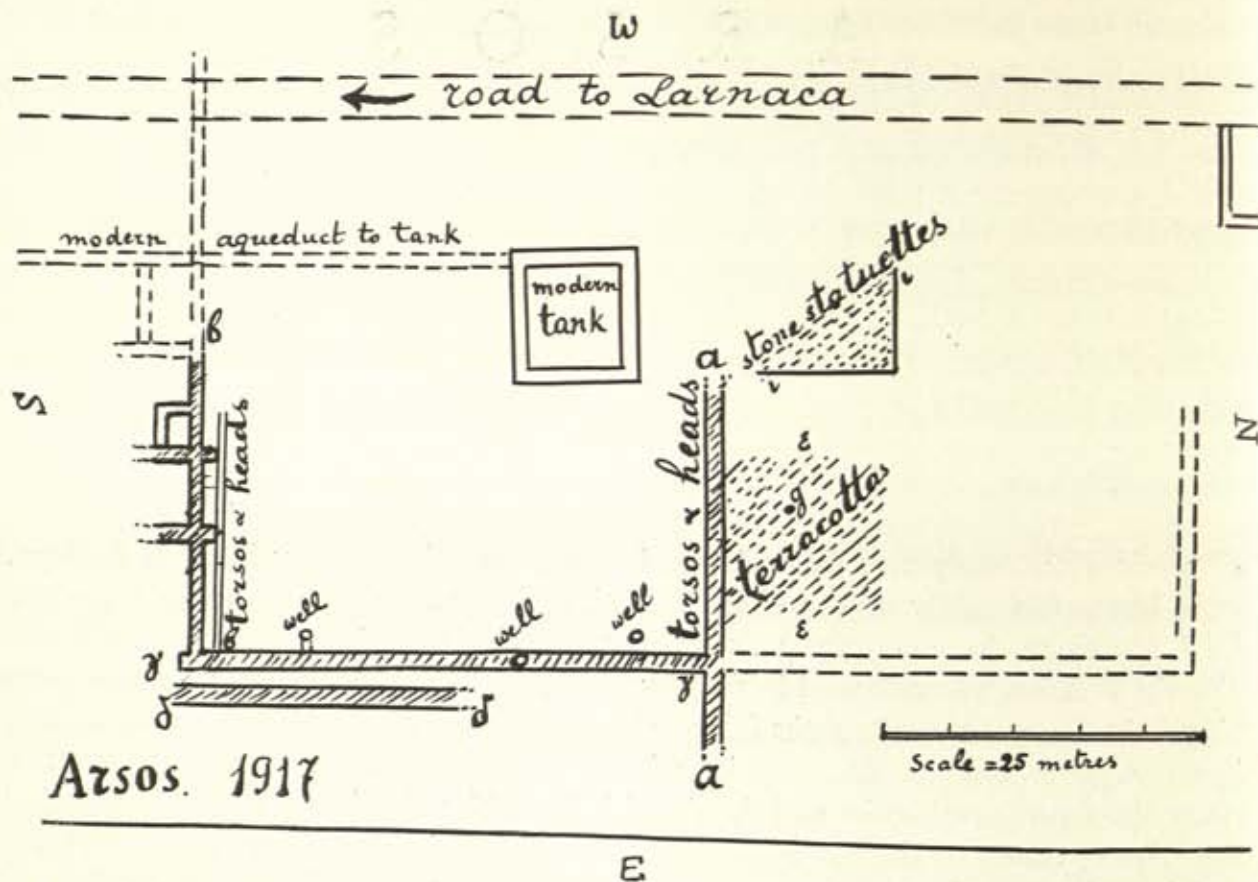 W
← road to Larnaca
modern aqueduct to tank
modern
tank
stone statuettes
ι
ι
a
β
S
N
torsos & heads
torsos & heads
ε
g
terracottas
ε
well
well
well
γ
γ
δ
δ
a
Scale = 25 metres
Arsos. 1917
E